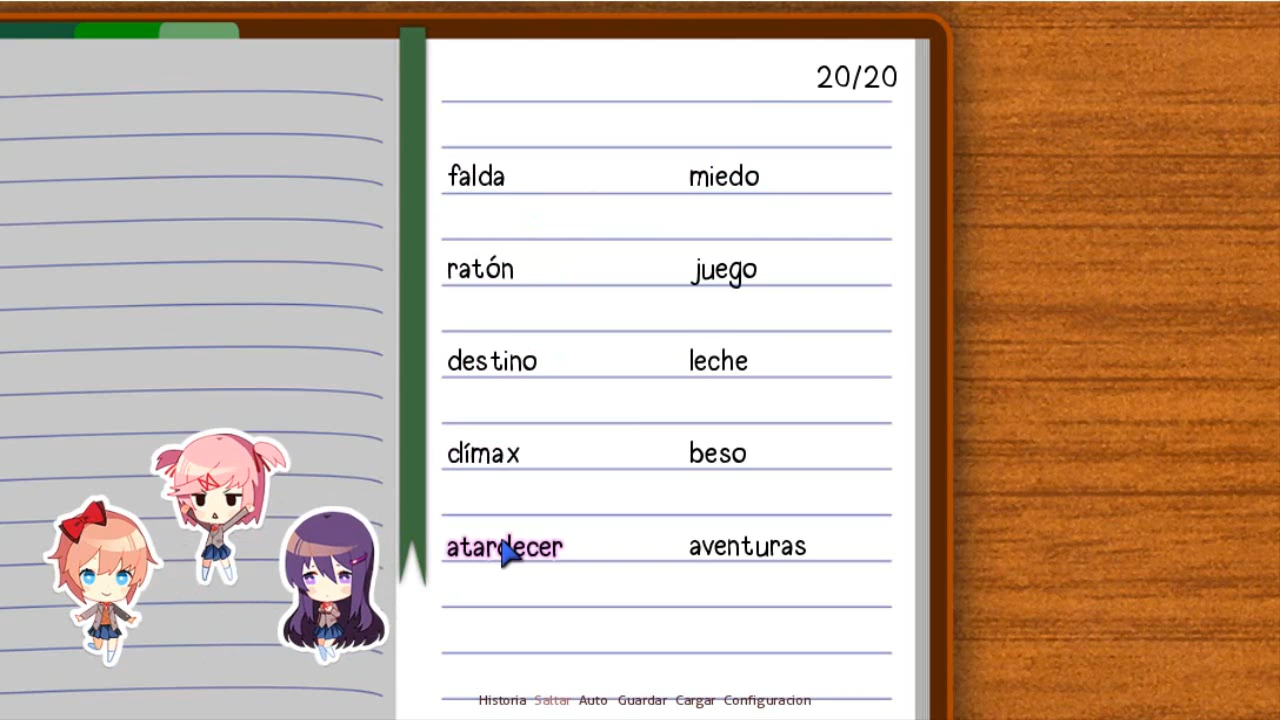 20/20
falda miedo
ratón juego
destino leche
clímax beso
atardecer aventuras
Historia Saltar Auto Guardar Cargar Configuracion